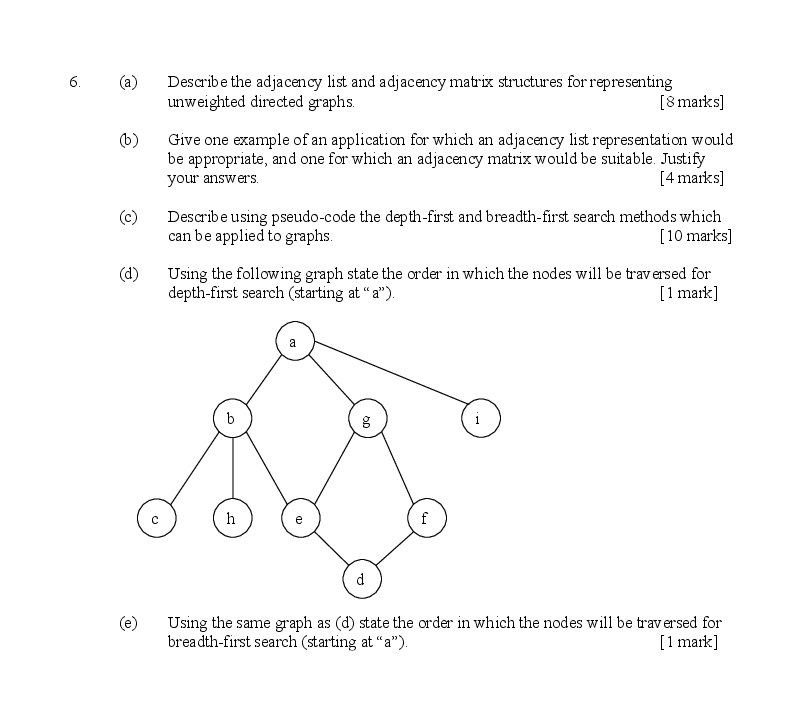 6. (a) Describe the adjacency list and adjacency matrix structures for representing
unweighted directed graphs. [8 marks]
(b) Give one example of an application for which an adjacency list representation would
be appropriate, and one for which an adjacency matrix would be suitable. Justify
your answers. [4 marks]
(c) Describe using pseudo-code the depth-first and breadth-first search methods which
can be applied to graphs. [10 marks]
(d) Using the following graph state the order in which the nodes will be traversed for
depth-first search (starting at "a"). [1 mark]
a
b g i
c h e f
d
(e) Using the same graph as (d) state the order in which the nodes will be traversed for
breadth-first search (starting at "a"). [1 mark]